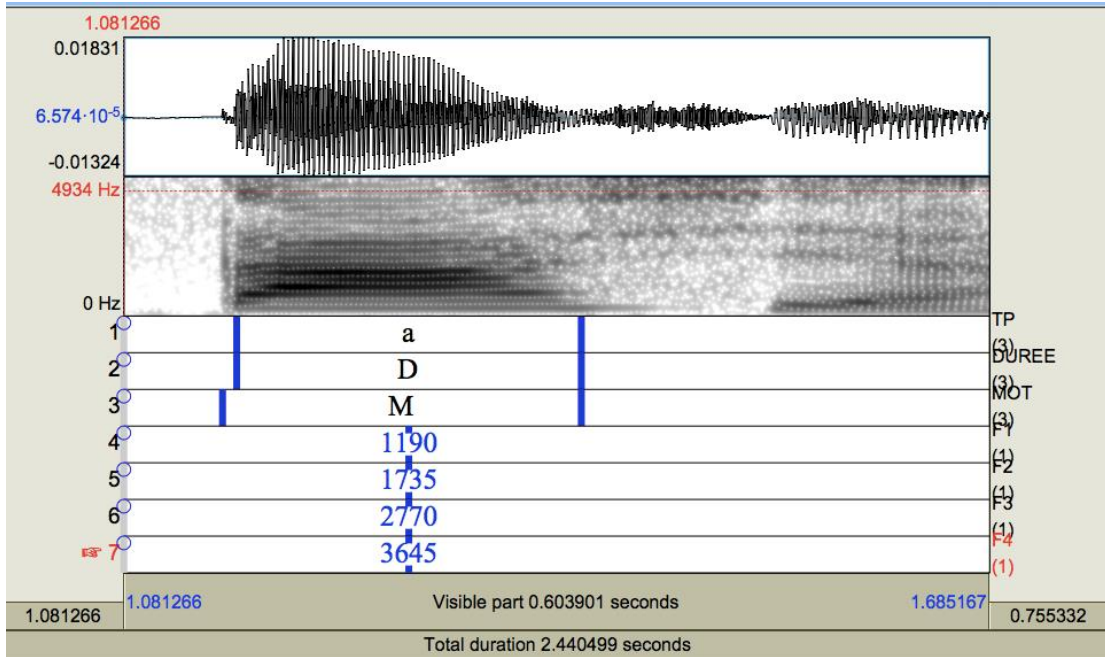 1.081266
0.01831
6.574·10-5
-0.01324
4934 Hz
0 Hz
1 a TP (3)
2 D DUREE (3)
3 M MOT (3)
4 1190 F1 (1)
5 1735 F2 (1)
6 2770 F3 (1)
☞ 7 3645 F4 (1)
1.081266 Visible part 0.603901 seconds 1.685167
1.081266 0.755332
Total duration 2.440499 seconds